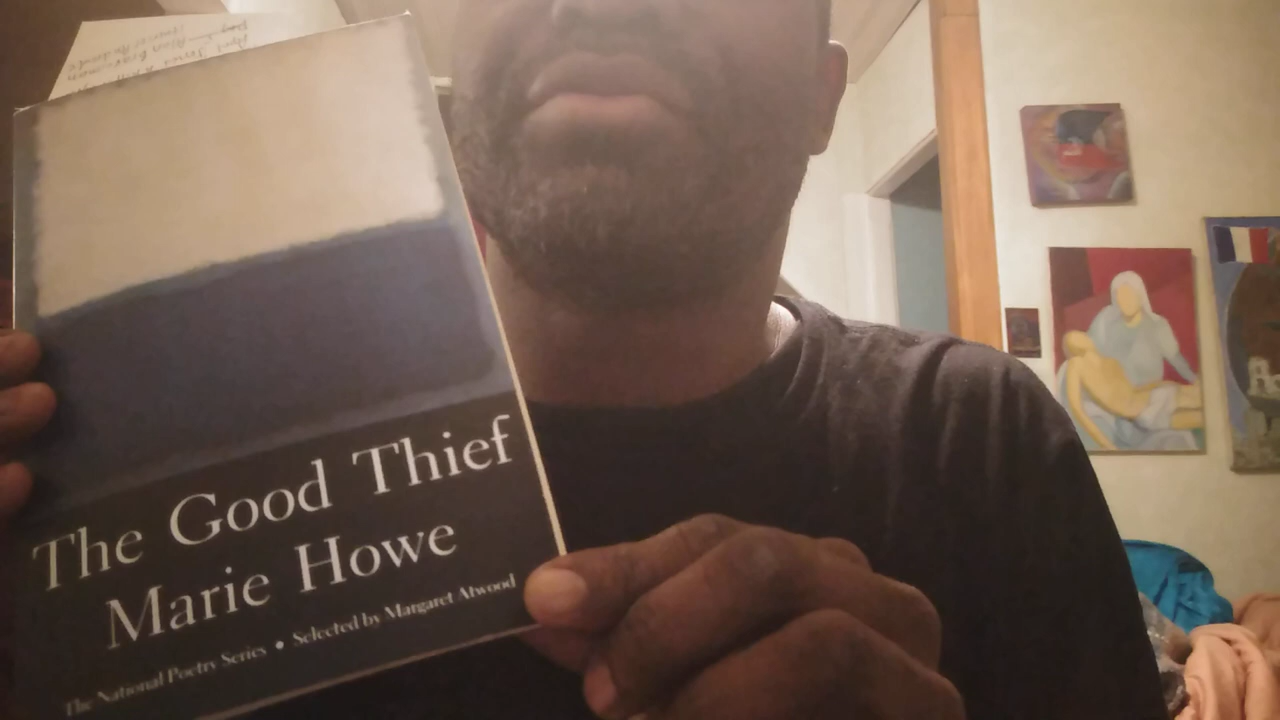 The Good Thief
Marie Howe
The National Poetry Series • Selected by Margaret Atwood